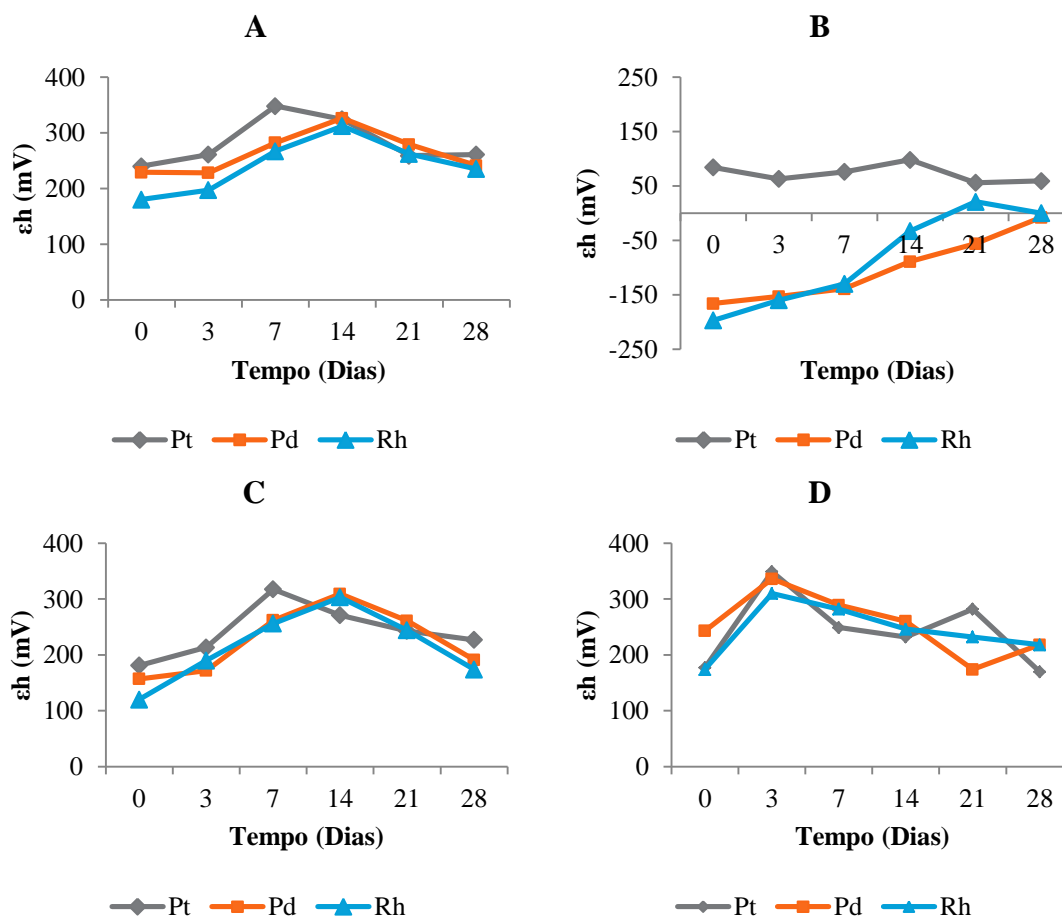 A
400
300
200
100
0
εh (mV)
0 3 7 14 21 28
Tempo (Dias)
Pt Pd Rh
B
250
150
50
-50
-150
-250
εh (mV)
0 3 7 14 21 28
Tempo (Dias)
Pt Pd Rh
C
400
300
200
100
0
εh (mV)
0 3 7 14 21 28
Tempo (Dias)
Pt Pd Rh
D
400
300
200
100
0
εh (mV)
0 3 7 14 21 28
Tempo (Dias)
Pt Pd Rh